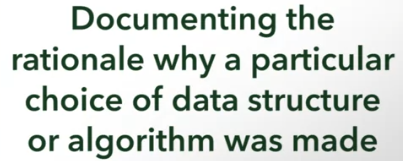 Documenting the
rationale why a particular
choice of data structure
or algorithm was made